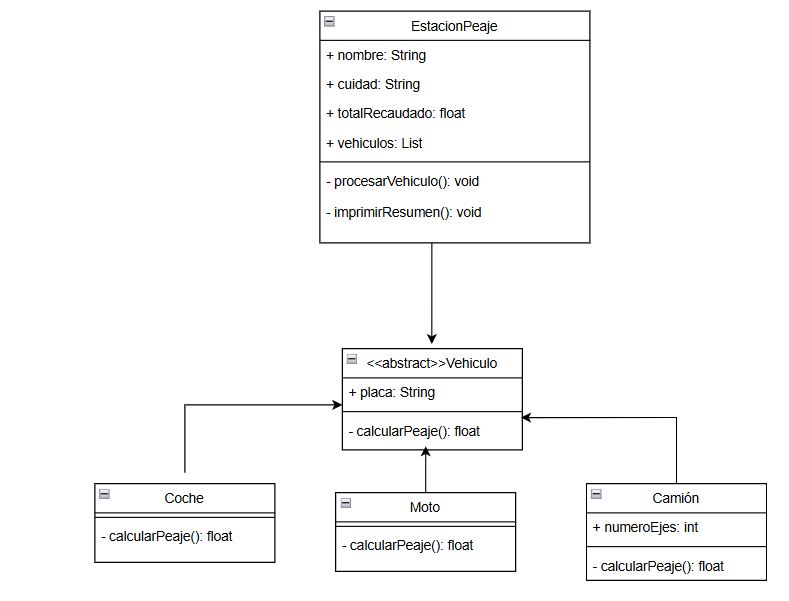 EstacionPeaje
+ nombre: String
+ cuidad: String
+ totalRecaudado: float
+ vehiculos: List
- procesarVehiculo(): void
- imprimirResumen(): void
<<abstract>>Vehiculo
+ placa: String
- calcularPeaje(): float
Coche
- calcularPeaje(): float
Moto
- calcularPeaje(): float
Camión
+ numeroEjes: int
- calcularPeaje(): float